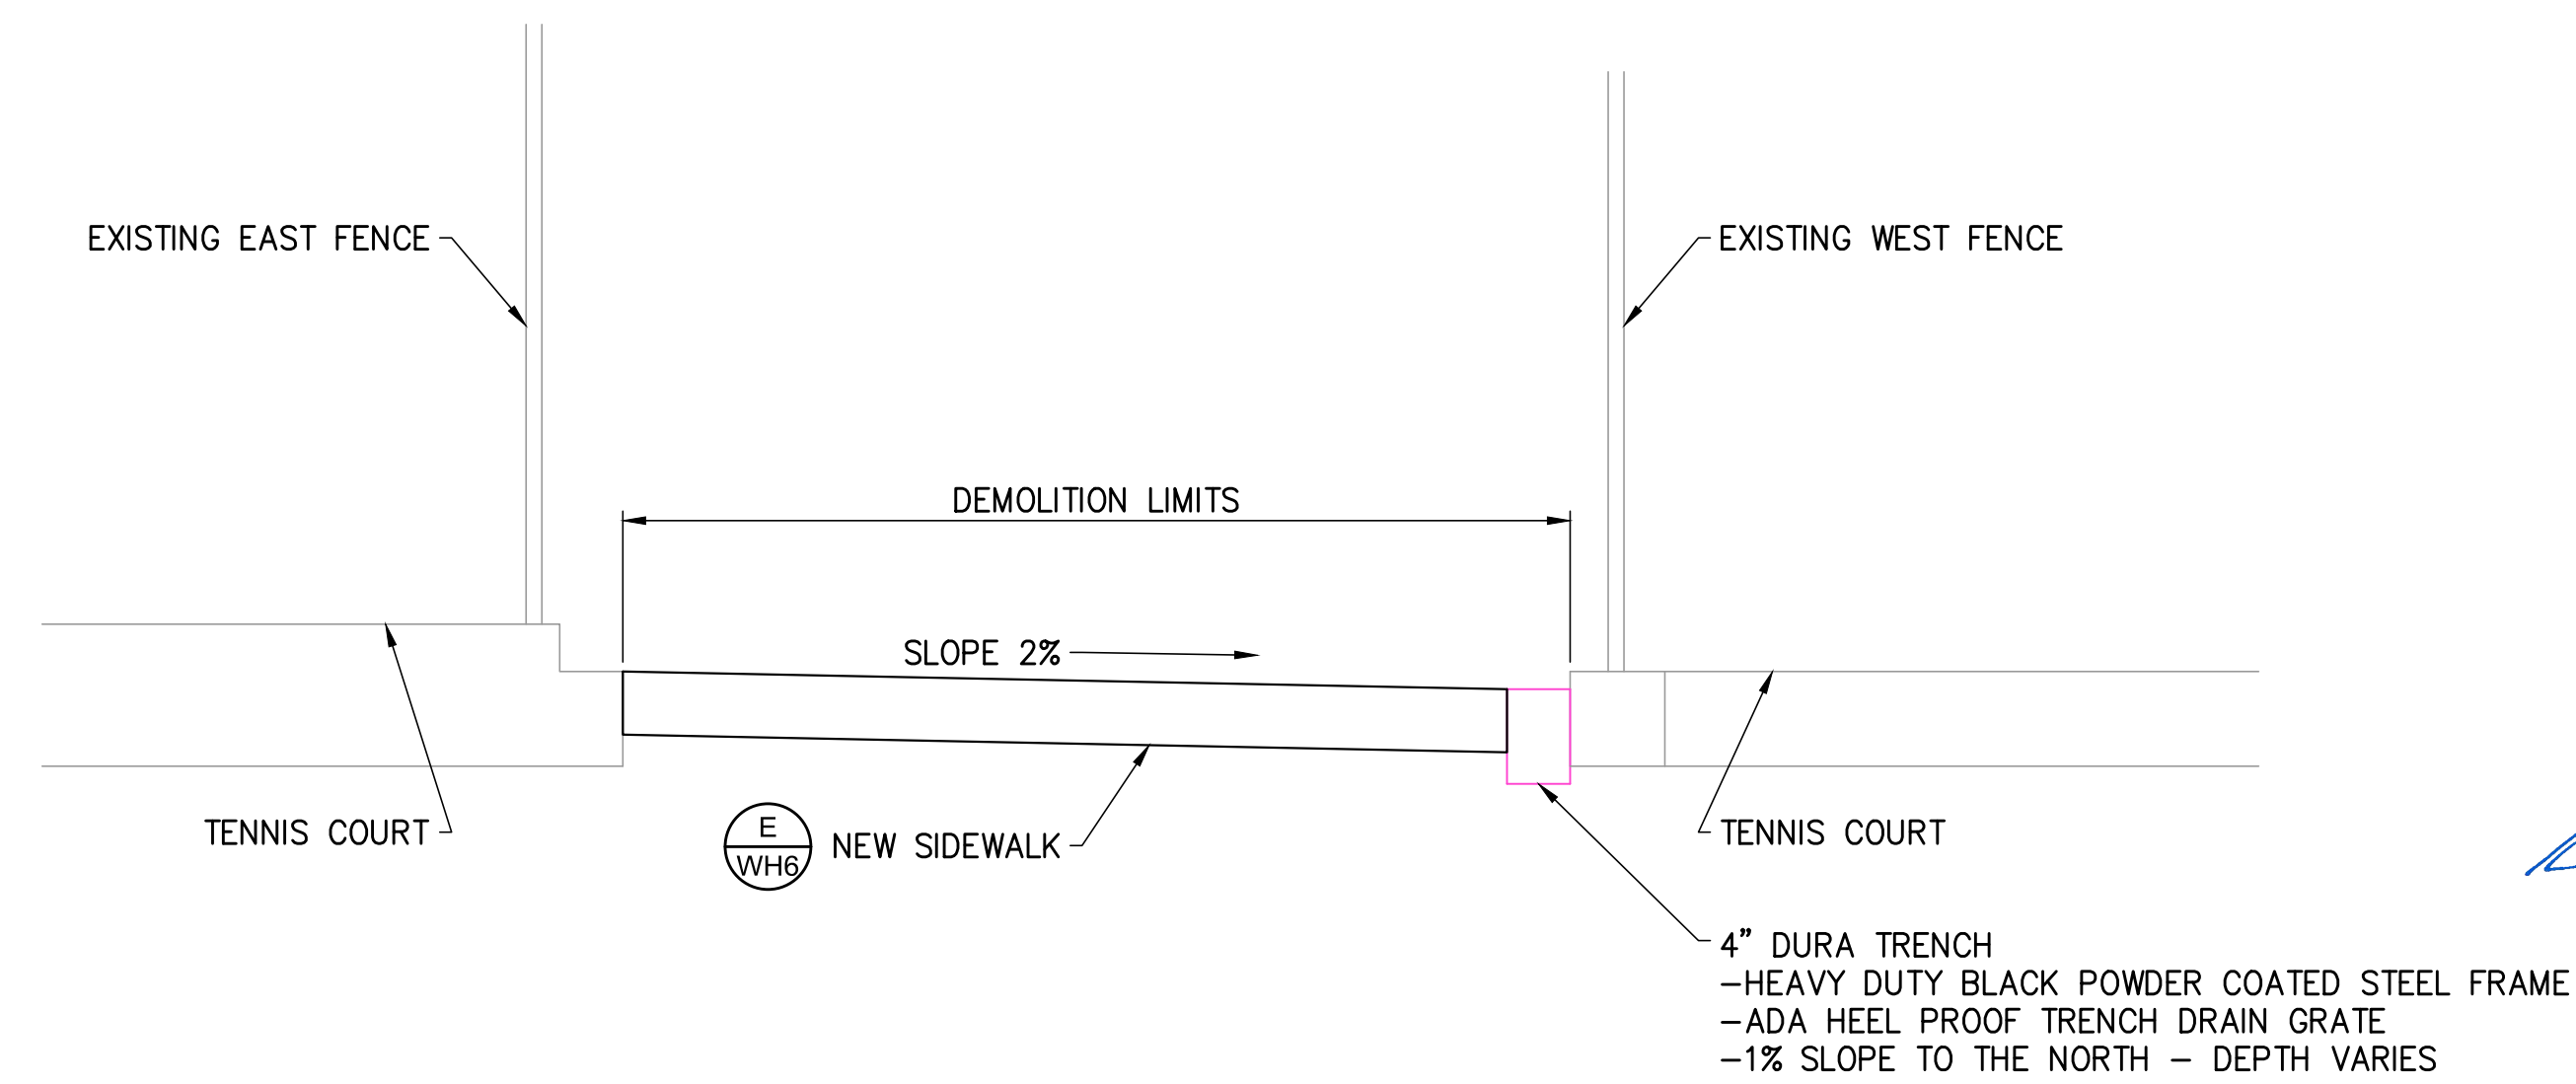 EXISTING EAST FENCE
EXISTING WEST FENCE
DEMOLITION LIMITS
SLOPE 2%
TENNIS COURT
E
WH6
NEW SIDEWALK
TENNIS COURT
4” DURA TRENCH
-HEAVY DUTY BLACK POWDER COATED STEEL FRAME
-ADA HEEL PROOF TRENCH DRAIN GRATE
-1% SLOPE TO THE NORTH - DEPTH VARIES